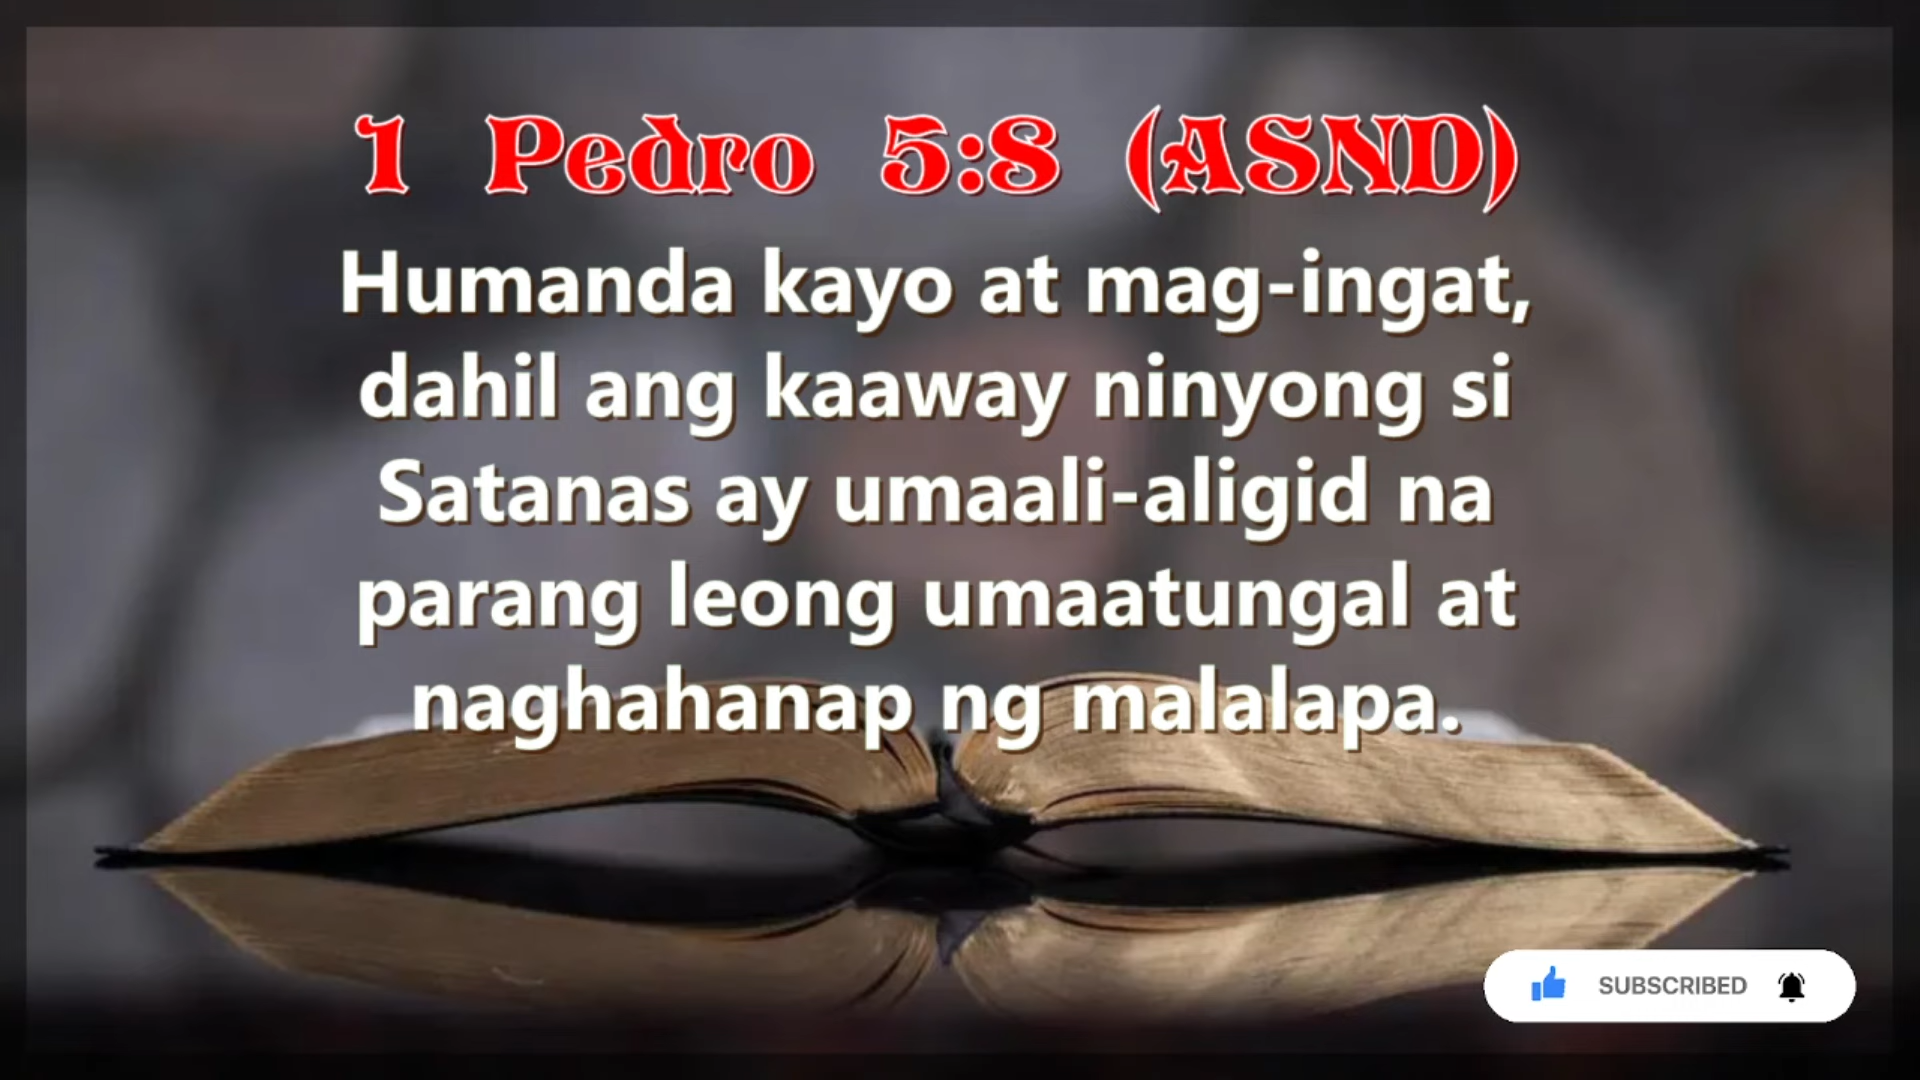 1 Pedro 5:8 (ASND)
Humanda kayo at mag-ingat,
dahil ang kaaway ninyong si
Satanas ay umaali-aligid na
parang leong umaatungal at
naghahanap ng malalapa.
SUBSCRIBED